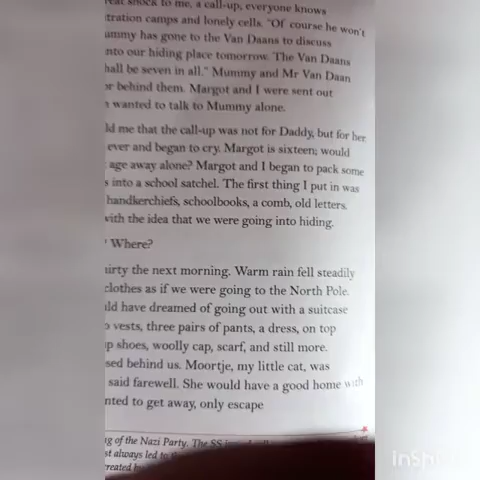 to me, a call-up, everyone knows
tration camps and lonely cells. "Of course he won't
ummy has gone to the Van Daans to discuss
nto our hiding place tomorrow. The Van Daans
hall be seven in all." Mummy and Mr Van Daan
or behind them. Margot and I were sent out
wanted to talk to Mummy alone.
ld me that the call-up was not for Daddy, but for her
ever and began to cry. Margot is sixteen; would
age away alone? Margot and I began to pack some
s into a school satchel. The first thing I put in was
handkerchiefs, schoolbooks, a comb, old letters.
with the idea that we were going into hiding.
Where?
hirty the next morning. Warm rain fell steadily
clothes as if we were going to the North Pole.
ld have dreamed of going out with a suitcase
o vests, three pairs of pants, a dress, on top
up shoes, woolly cap, scarf, and still more.
sed behind us. Moortje, my little cat, was
said farewell. She would have a good home with
nted to get away, only escape
ng of the Nazi Party. The SS
st always led to
reated